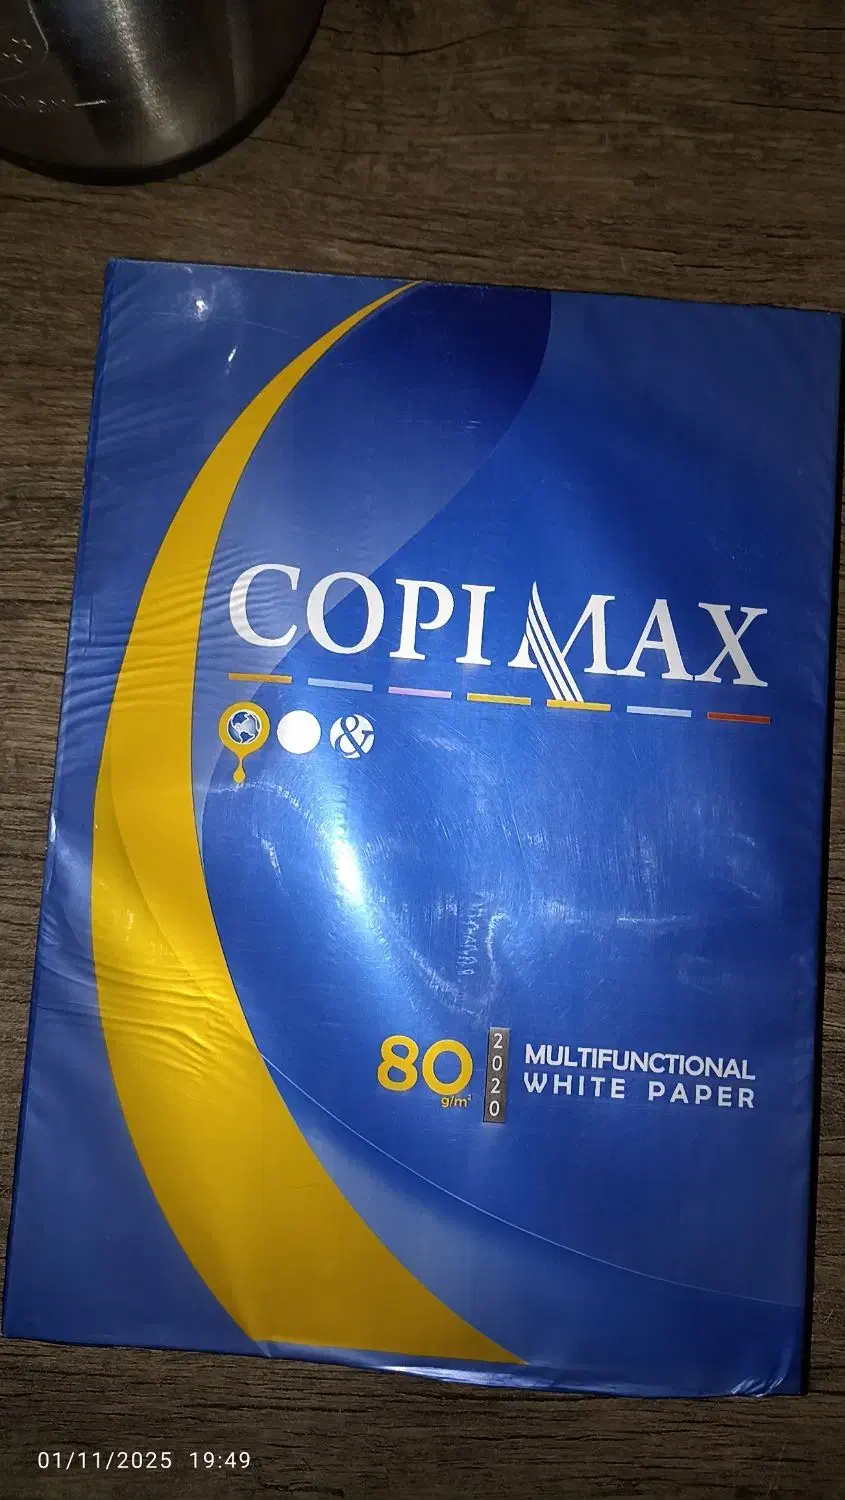 COPIMAX
&
80
g/m²
2020
MULTIFUNCTIONAL
WHITE PAPER
01/11/2025 19:49